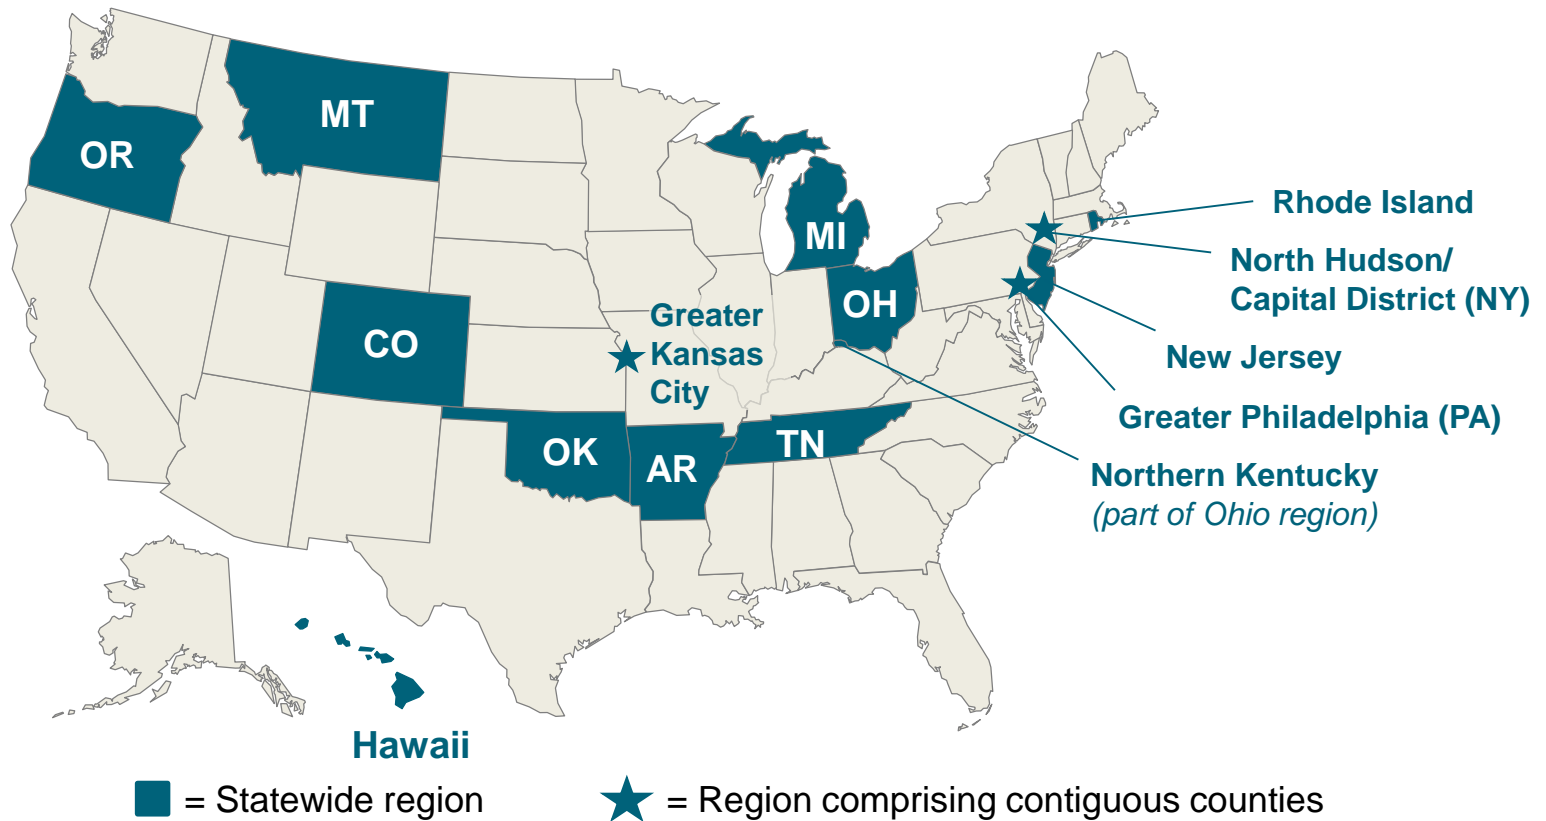 MT
OR
MI
Rhode Island
North Hudson/
Capital District (NY)
OH
Greater
Kansas
City
CO
New Jersey
Greater Philadelphia (PA)
TN
OK
AR
Northern Kentucky
(part of Ohio region)
Hawaii
= Statewide region
= Region comprising contiguous counties